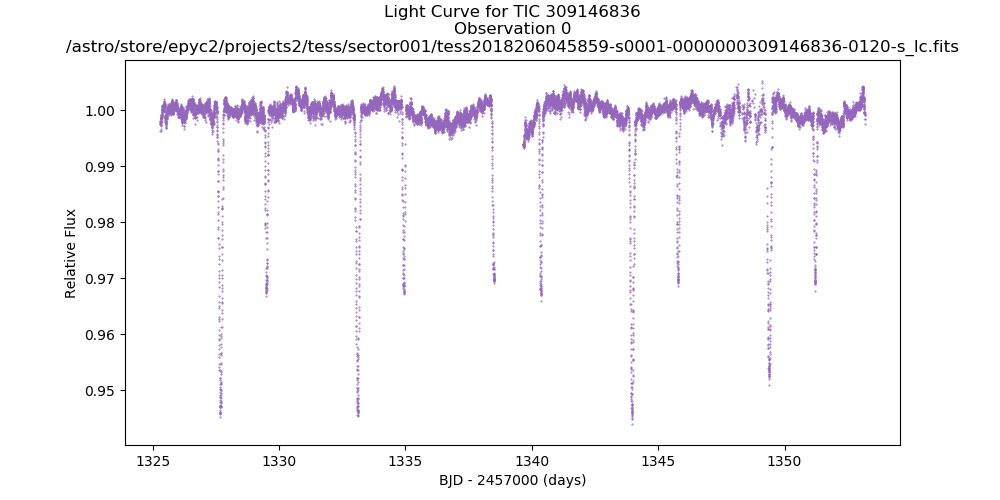 Light Curve for TIC 309146836
Observation 0
/astro/store/epyc2/projects2/tess/sector001/tess2018206045859-s0001-0000000309146836-0120-s_lc.fits
1.00
0.99
0.98
0.97
0.96
0.95
Relative Flux
1325
1330
1335
1340
1345
1350
BJD - 2457000 (days)